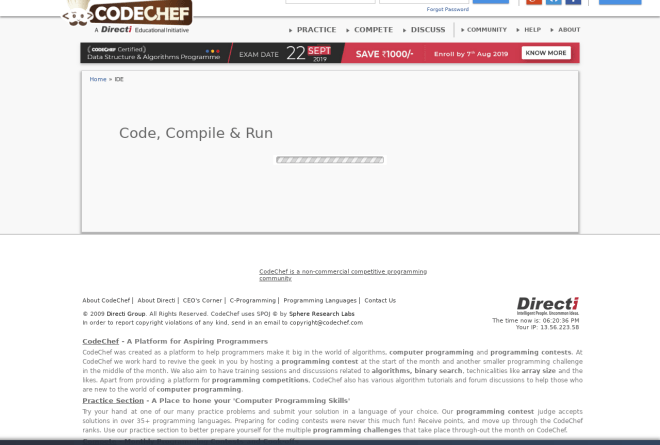 CODECHEF
A Directi Educational Initiative
Forgot Password
PRACTICE COMPETE DISCUSS COMMUNITY HELP ABOUT
CODECHEF Certified
Data Structure & Algorithms Programme
EXAM DATE 22 SEPT 2019
SAVE ₹1000/-
Enroll by 7th Aug 2019
KNOW MORE
Home » IDE
Code, Compile & Run
CodeChef is a non-commercial competitive programming
community
About CodeChef | About Directi | CEO's Corner | C-Programming | Programming Languages | Contact Us
© 2009 Directi Group. All Rights Reserved. CodeChef uses SPOJ © by Sphere Research Labs
In order to report copyright violations of any kind, send in an email to copyright@codechef.com
Directi
Intelligent People. Uncommon Ideas.
The time now is: 06:20:36 PM
Your IP: 13.56.223.58
CodeChef - A Platform for Aspiring Programmers
CodeChef was created as a platform to help programmers make it big in the world of algorithms, computer programming and programming contests. At
CodeChef we work hard to revive the geek in you by hosting a programming contest at the start of the month and another smaller programming challenge
in the middle of the month. We also aim to have training sessions and discussions related to algorithms, binary search, technicalities like array size and the
likes. Apart from providing a platform for programming competitions, CodeChef also has various algorithm tutorials and forum discussions to help those who
are new to the world of computer programming.
Practice Section - A Place to hone your 'Computer Programming Skills'
Try your hand at one of our many practice problems and submit your solution in a language of your choice. Our programming contest judge accepts
solutions in over 35+ programming languages. Preparing for coding contests were never this much fun! Receive points, and move up through the CodeChef
ranks. Use our practice section to better prepare yourself for the multiple programming challenges that take place through-out the month on CodeChef.